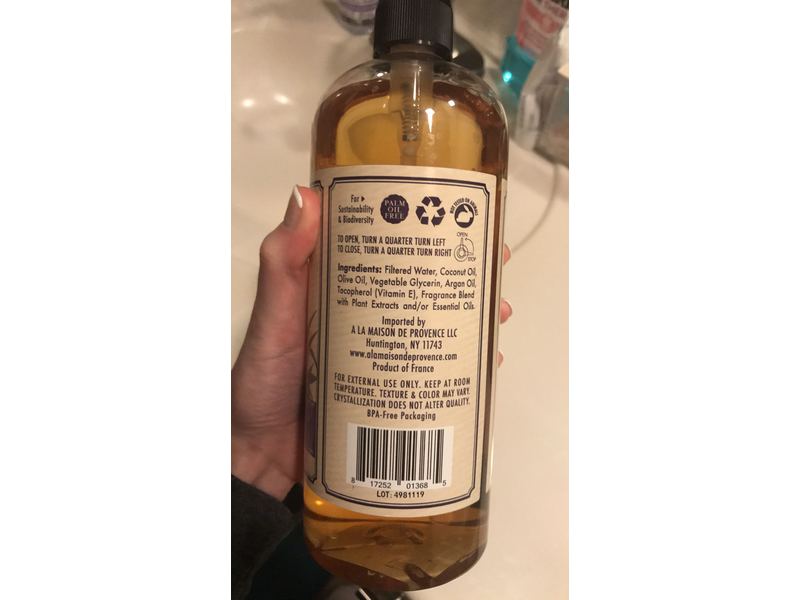 For
Sustainability
& Biodiversity
PALM
OIL
FREE
NOT TESTED ON ANIMALS
OPEN
STOP
TO OPEN, TURN A QUARTER TURN LEFT
TO CLOSE, TURN A QUARTER TURN RIGHT
Ingredients: Filtered Water, Coconut Oil,
Olive Oil, Vegetable Glycerin, Argan Oil,
Tocopherol (Vitamin E), Fragrance Blend
with Plant Extracts and/or Essential Oils.
Imported by
A LA MAISON DE PROVENCE LLC
Huntington, NY 11743
www.alamaisondeprovence.com
Product of France
FOR EXTERNAL USE ONLY. KEEP AT ROOM
TEMPERATURE. TEXTURE & COLOR MAY VARY.
CRYSTALLIZATION DOES NOT ALTER QUALITY.
BPA-Free Packaging
8 17252 01368 5
LOT: 4981119